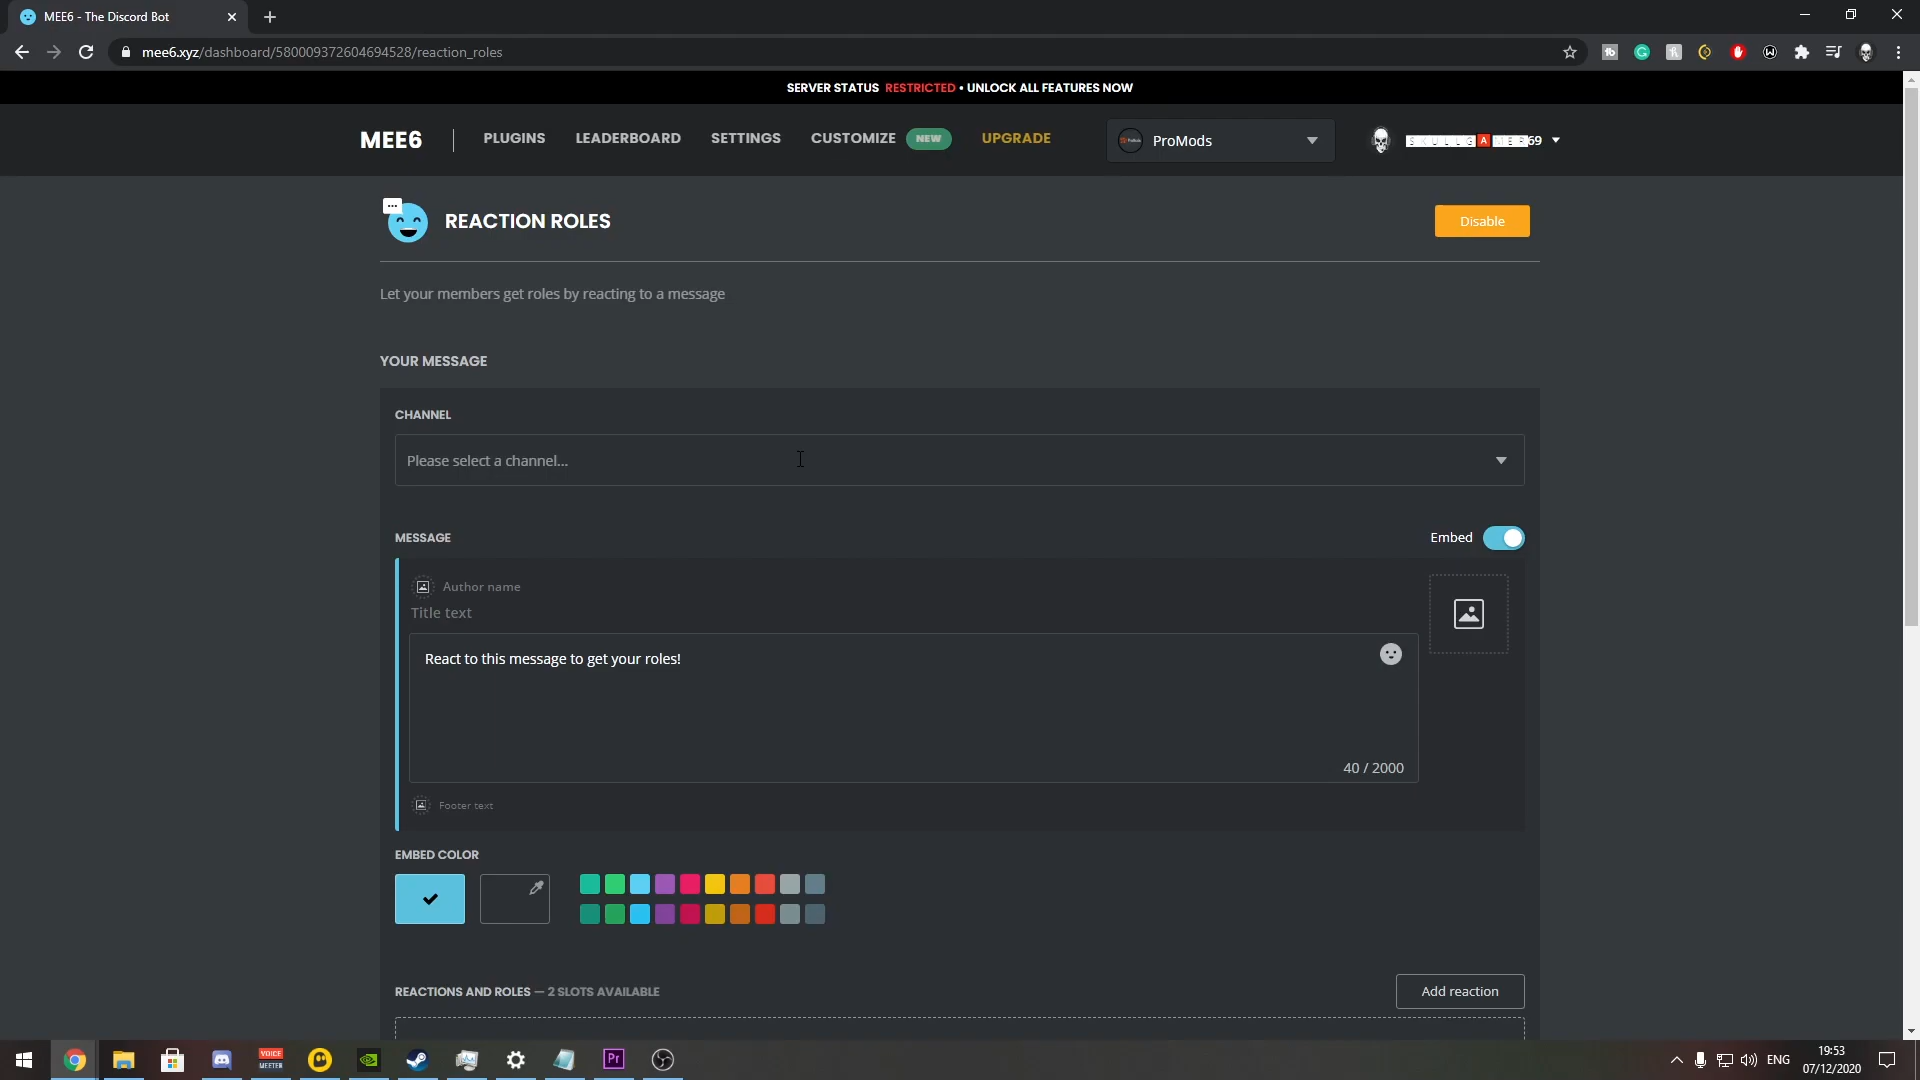 MEE6 - The Discord Bot
mee6.xyz/dashboard/580009372604694528/reaction_roles
SERVER STATUS RESTRICTED • UNLOCK ALL FEATURES NOW
MEE6
PLUGINS
LEADERBOARD
SETTINGS
CUSTOMIZE
NEW
UPGRADE
ProMods
S K U L L G A M E R 69
REACTION ROLES
Disable
Let your members get roles by reacting to a message
YOUR MESSAGE
CHANNEL
Please select a channel...
MESSAGE
Embed
Author name
Title text
React to this message to get your roles!
40 / 2000
Footer text
EMBED COLOR
REACTIONS AND ROLES — 2 SLOTS AVAILABLE
Add reaction
VOICE
MEETER
Pr
ENG
19:53
07/12/2020